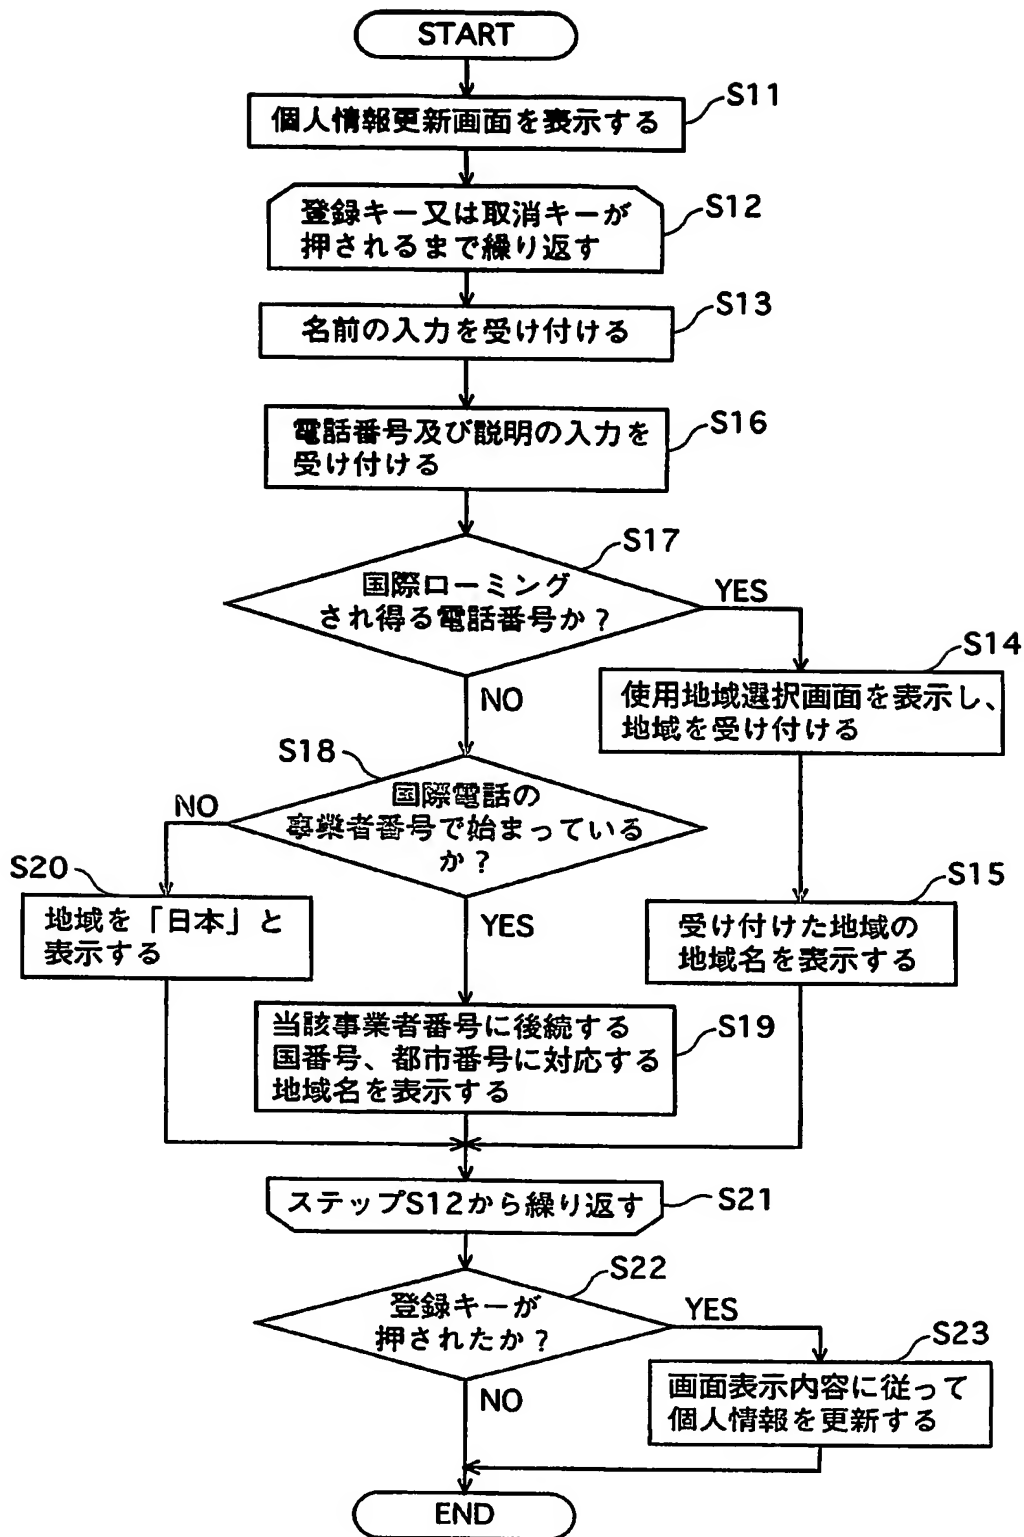 START
S11
個人情報更新画面を表示する
S12
登録キー又は取消キーが
押されるまで繰り返す
S13
名前の入力を受け付ける
S16
電話番号及び説明の入力を
受け付ける
S17
国際ローミング
され得る電話番号か?
YES
NO
S14
使用地域選択画面を表示し、
地域を受け付ける
S18
国際電話の
事業者番号で始まっている
か?
NO
YES
S20
地域を「日本」と
表示する
S15
受け付けた地域の
地域名を表示する
S19
当該事業者番号に後続する
国番号、都市番号に対応する
地域名を表示する
S21
ステップS12から繰り返す
S22
登録キーが
押されたか?
YES
NO
S23
画面表示内容に従って
個人情報を更新する
END